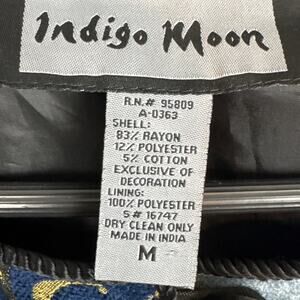 Indigo Moon
R.N.# 95809
A-0363
SHELL:
83% RAYON
12% POLYESTER
5% COTTON
EXCLUSIVE OF
DECORATION
LINING:
100% POLYESTER
S# 16747
DRY CLEAN ONLY
MADE IN INDIA
M